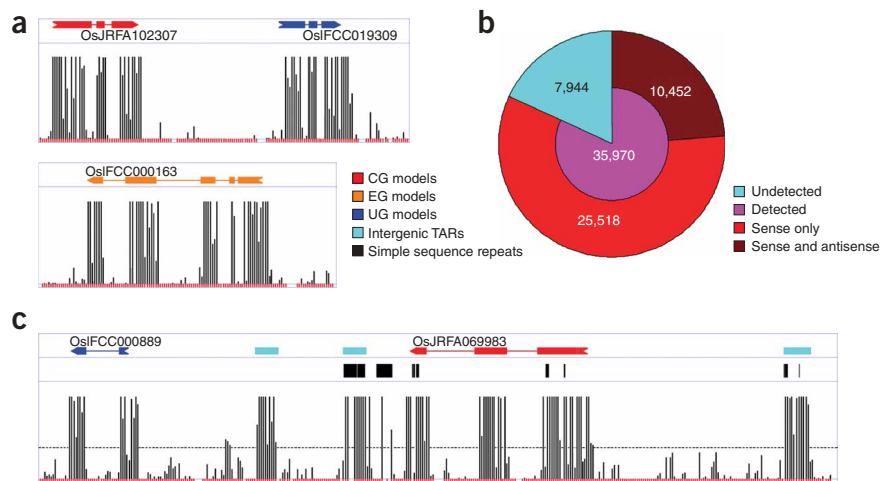 a
OsJRFA102307
OsIFCC019309
OsIFCC000163
CG models
EG models
UG models
Intergenic TARs
Simple sequence repeats
b
7,944
10,452
35,970
25,518
Undetected
Detected
Sense only
Sense and antisense
c
OsIFCC000889
OsJRFA069983